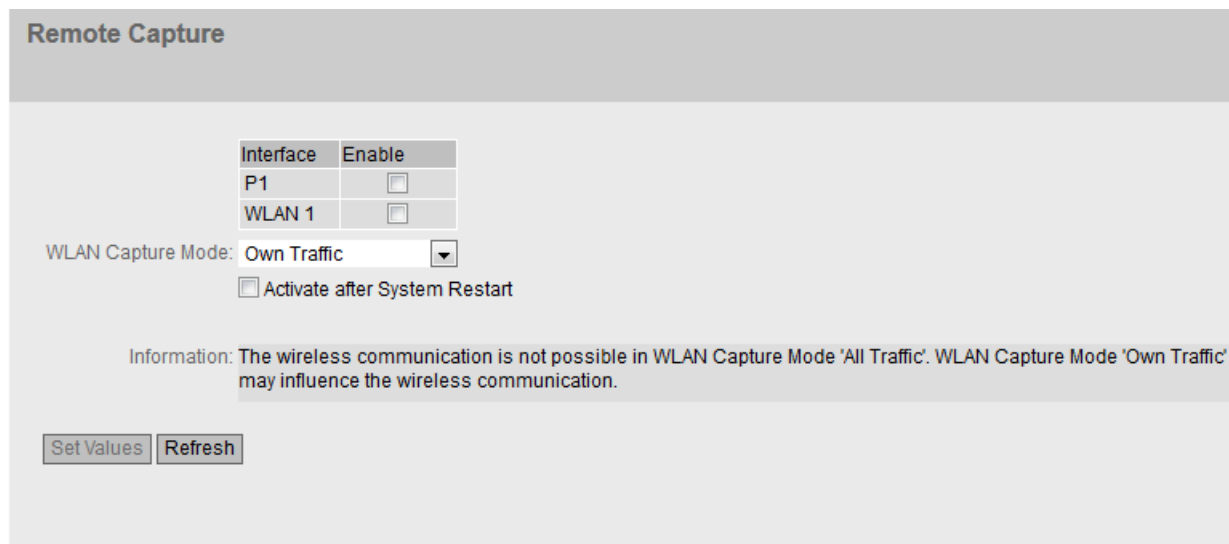 Remote Capture
Interface Enable
P1
WLAN 1
WLAN Capture Mode: Own Traffic
Activate after System Restart
Information: The wireless communication is not possible in WLAN Capture Mode 'All Traffic'. WLAN Capture Mode 'Own Traffic'
may influence the wireless communication.
Set Values Refresh